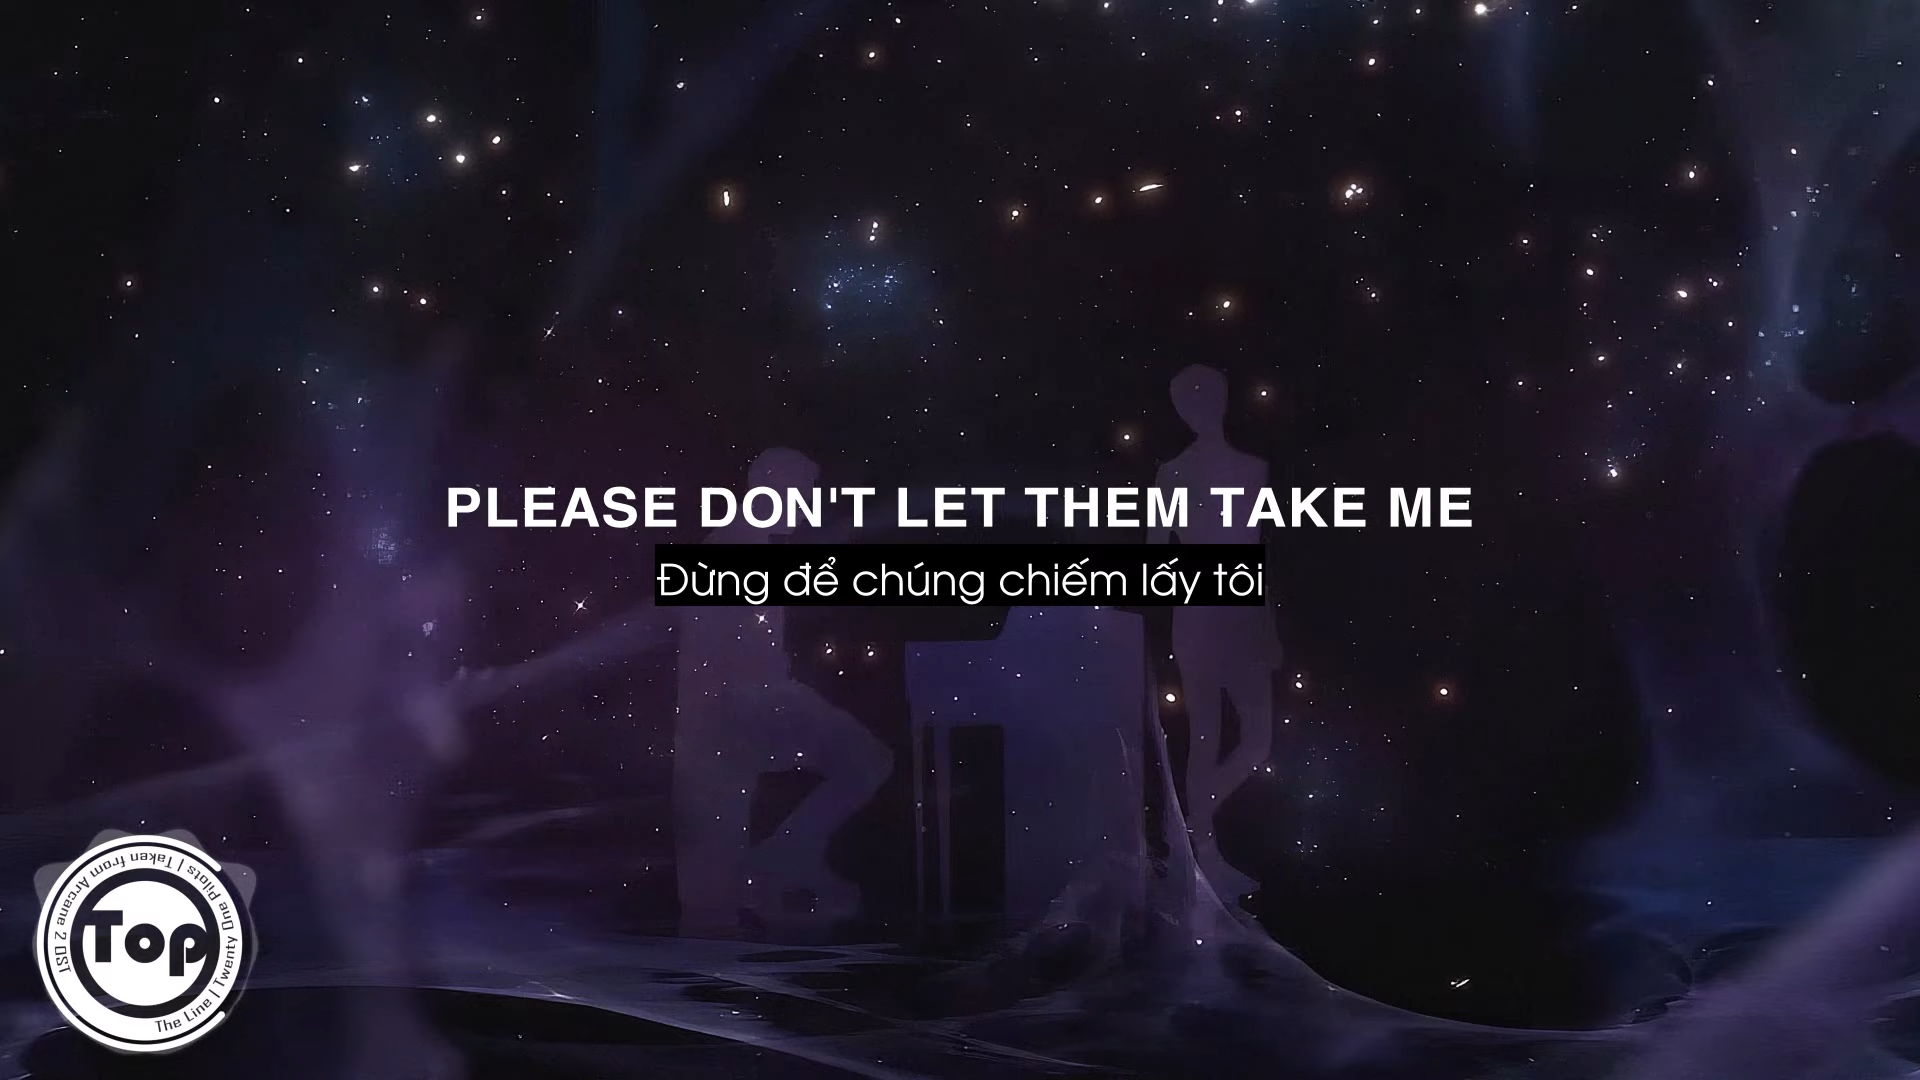 PLEASE DON'T LET THEM TAKE ME
Đừng để chúng chiếm lấy tôi
Top
The Line | Twenty One Pilots | Taken from Arcane 2 OST